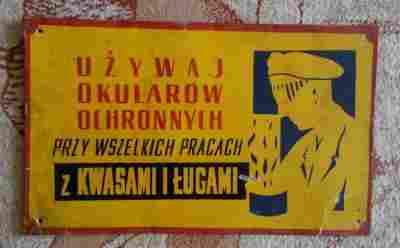 UŻYWAJ
OKULARÓW
OCHRONNYCH
PRZY WSZELKICH PRACACH
z KWASAMI I ŁUGAMI